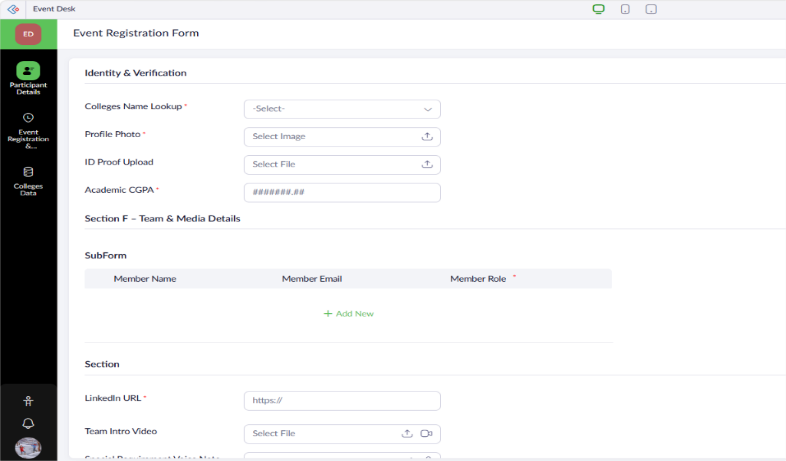 Event Desk
ED
Event Registration Form
Participant
Details
Event
Registration
&...
Colleges
Data
Identity & Verification
Colleges Name Lookup *
-Select-
Profile Photo *
Select Image
ID Proof Upload
Select File
Academic CGPA *
#######.##
Section F – Team & Media Details
SubForm
Member Name Member Email Member Role *
+ Add New
Section
LinkedIn URL *
https://
Team Intro Video
Select File
Special Requirement Voice Note